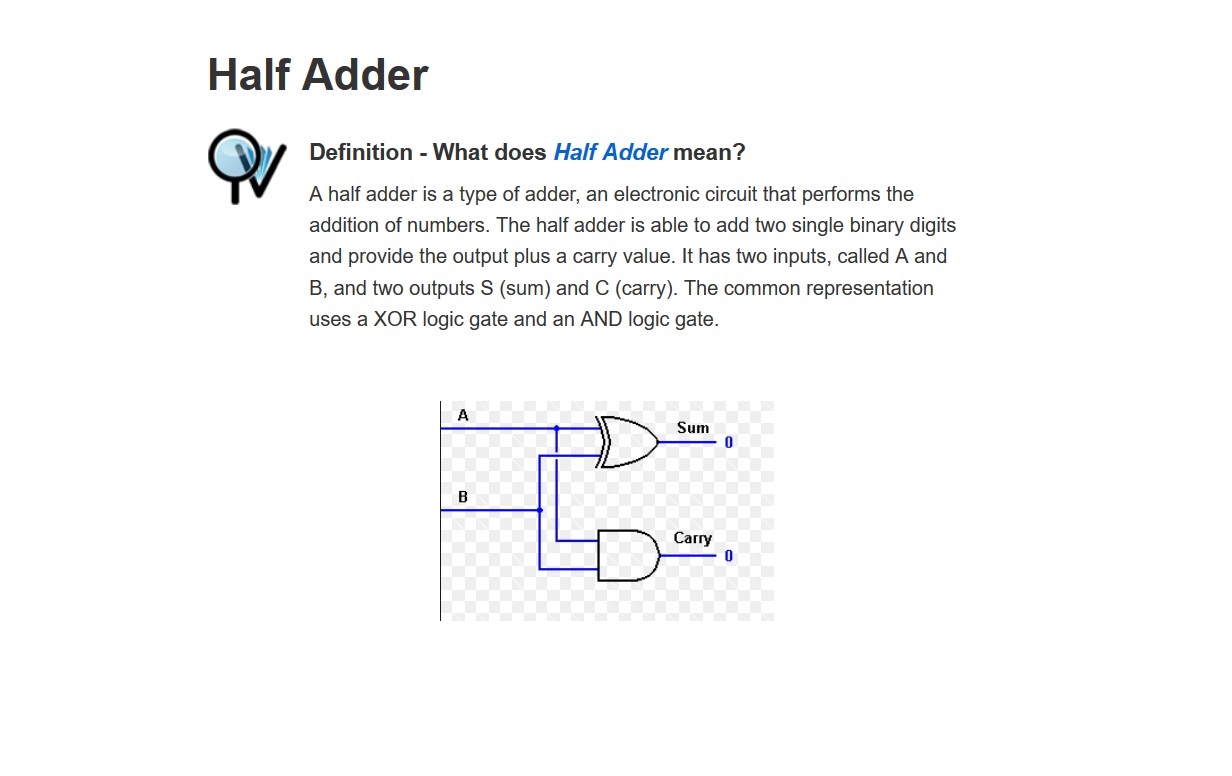 Half Adder
Definition - What does Half Adder mean?
A half adder is a type of adder, an electronic circuit that performs the
addition of numbers. The half adder is able to add two single binary digits
and provide the output plus a carry value. It has two inputs, called A and
B, and two outputs S (sum) and C (carry). The common representation
uses a XOR logic gate and an AND logic gate.
A
Sum
0
B
Carry
0